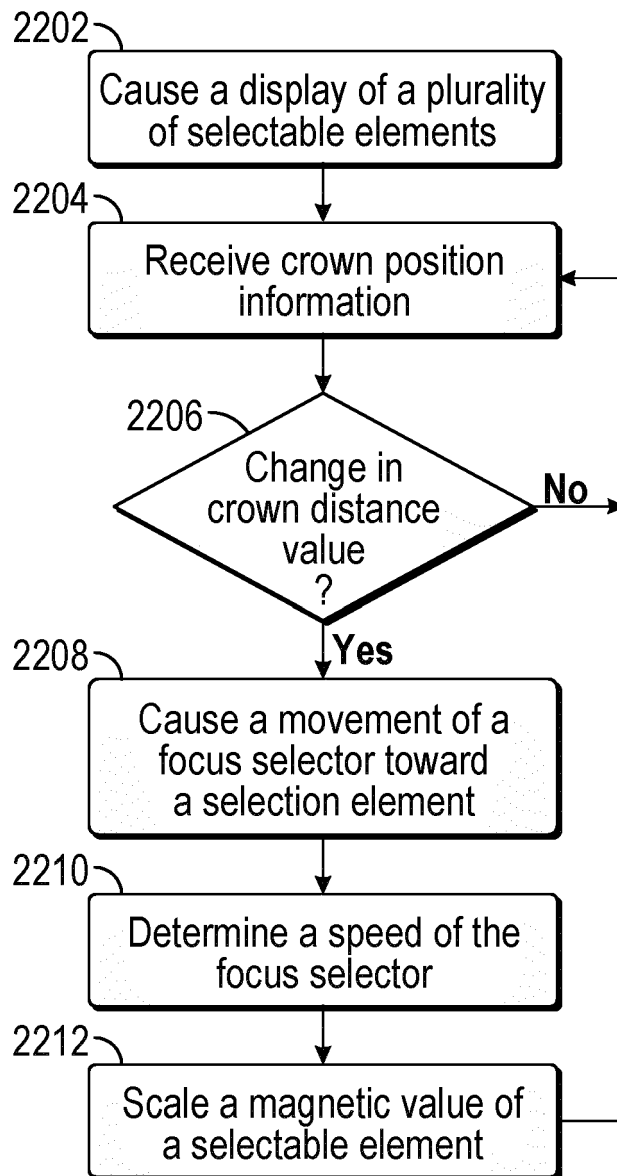 2202
Cause a display of a plurality
of selectable elements
2204
Receive crown position
information
2206
Change in
crown distance
value
?
No
Yes
2208
Cause a movement of a
focus selector toward
a selection element
2210
Determine a speed of the
focus selector
2212
Scale a magnetic value of
a selectable element